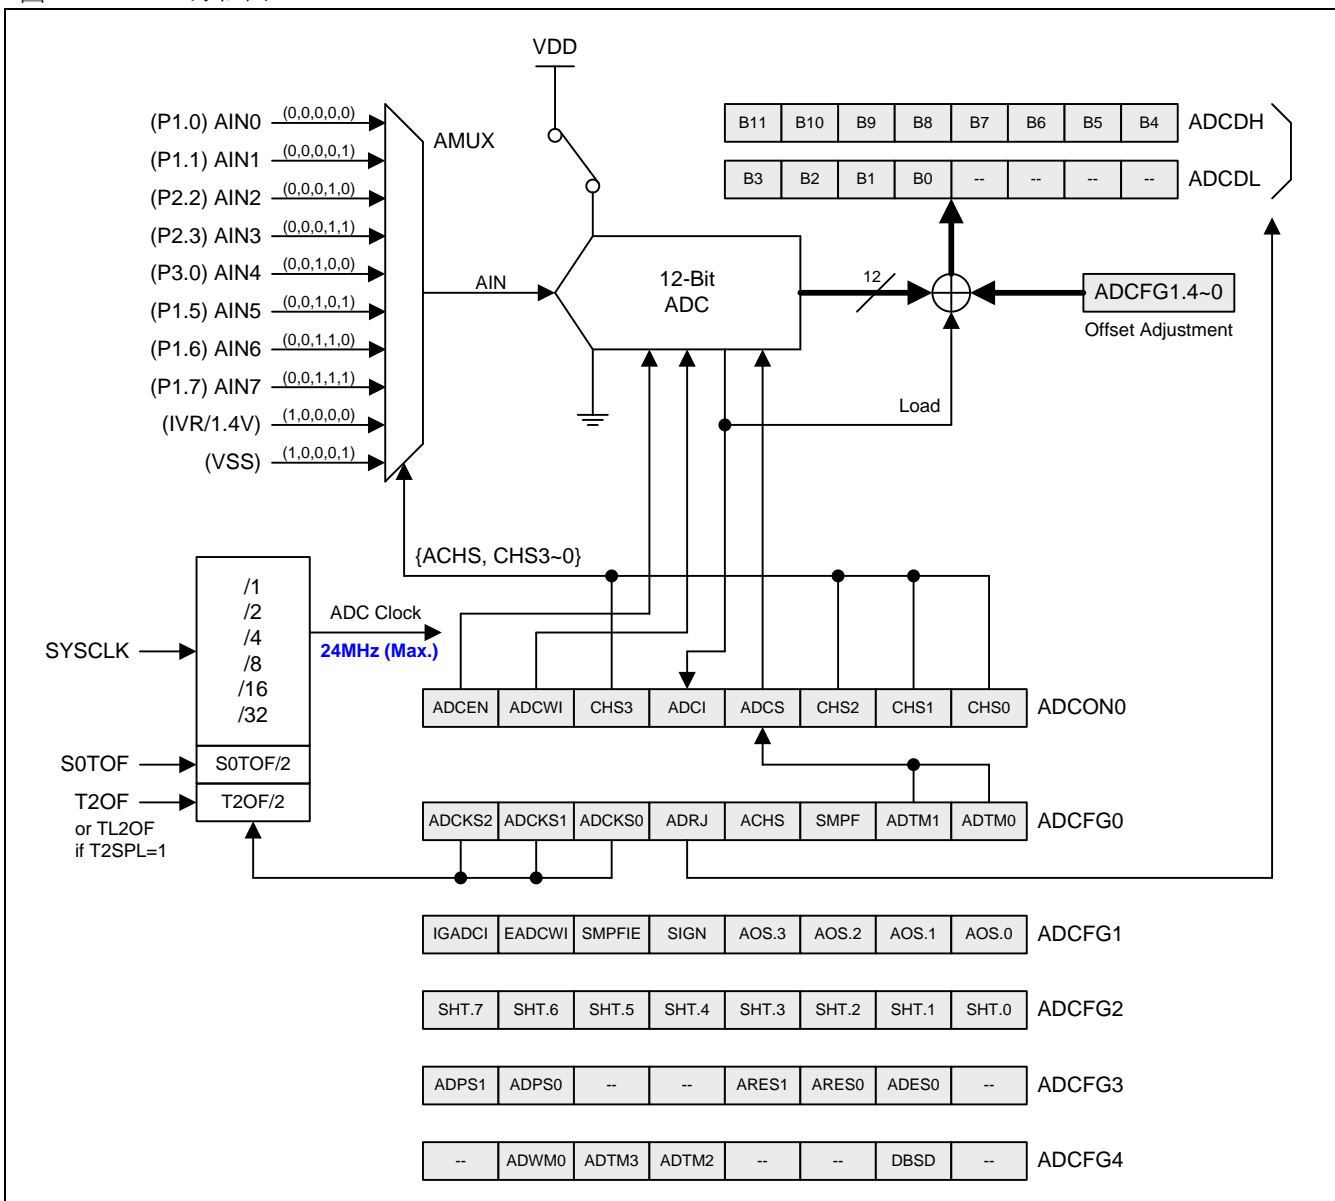 VDD
(P1.0) AIN0 (0,0,0,0,0)
(P1.1) AIN1 (0,0,0,0,1)
(P2.2) AIN2 (0,0,0,1,0)
(P2.3) AIN3 (0,0,0,1,1)
(P3.0) AIN4 (0,0,1,0,0)
(P1.5) AIN5 (0,0,1,0,1)
(P1.6) AIN6 (0,0,1,1,0)
(P1.7) AIN7 (0,0,1,1,1)
(IVR/1.4V) (1,0,0,0,0)
(VSS) (1,0,0,0,1)
AMUX
AIN
12-Bit
ADC
12
B11 B10 B9 B8 B7 B6 B5 B4 ADCDH
B3 B2 B1 B0 -- -- -- -- ADCDL
ADCFG1.4~0
Offset Adjustment
Load
{ACHS, CHS3~0}
SYSCLK
/1
/2
/4
/8
/16
/32
ADC Clock
24MHz (Max.)
S0TOF
S0TOF/2
T2OF
T2OF/2
or TL2OF
if T2SPL=1
ADCEN ADCWI CHS3 ADCI ADCS CHS2 CHS1 CHS0 ADCON0
ADCKS2 ADCKS1 ADCKS0 ADRJ ACHS SMPF ADTM1 ADTM0 ADCFG0
IGADCI EADCWI SMPFIE SIGN AOS.3 AOS.2 AOS.1 AOS.0 ADCFG1
SHT.7 SHT.6 SHT.5 SHT.4 SHT.3 SHT.2 SHT.1 SHT.0 ADCFG2
ADPS1 ADPS0 -- -- ARES1 ARES0 ADES0 -- ADCFG3
-- ADWM0 ADTM3 ADTM2 -- -- DBSD -- ADCFG4